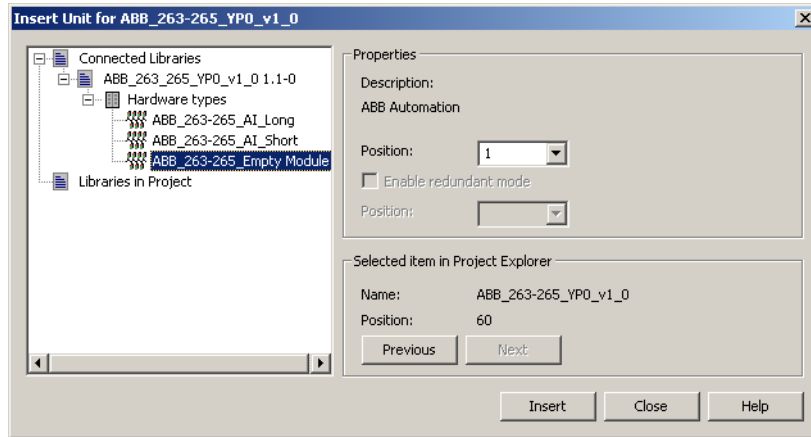 Insert Unit for ABB_263-265_YP0_v1_0
Connected Libraries
ABB_263_265_YP0_v1_0 1.1-0
Hardware types
ABB_263-265_AI_Long
ABB_263-265_AI_Short
ABB_263-265_Empty Module
Libraries in Project
Properties
Description:
ABB Automation
Position: 1
Enable redundant mode
Position:
Selected item in Project Explorer
Name: ABB_263-265_YP0_v1_0
Position: 60
Previous Next
Insert Close Help